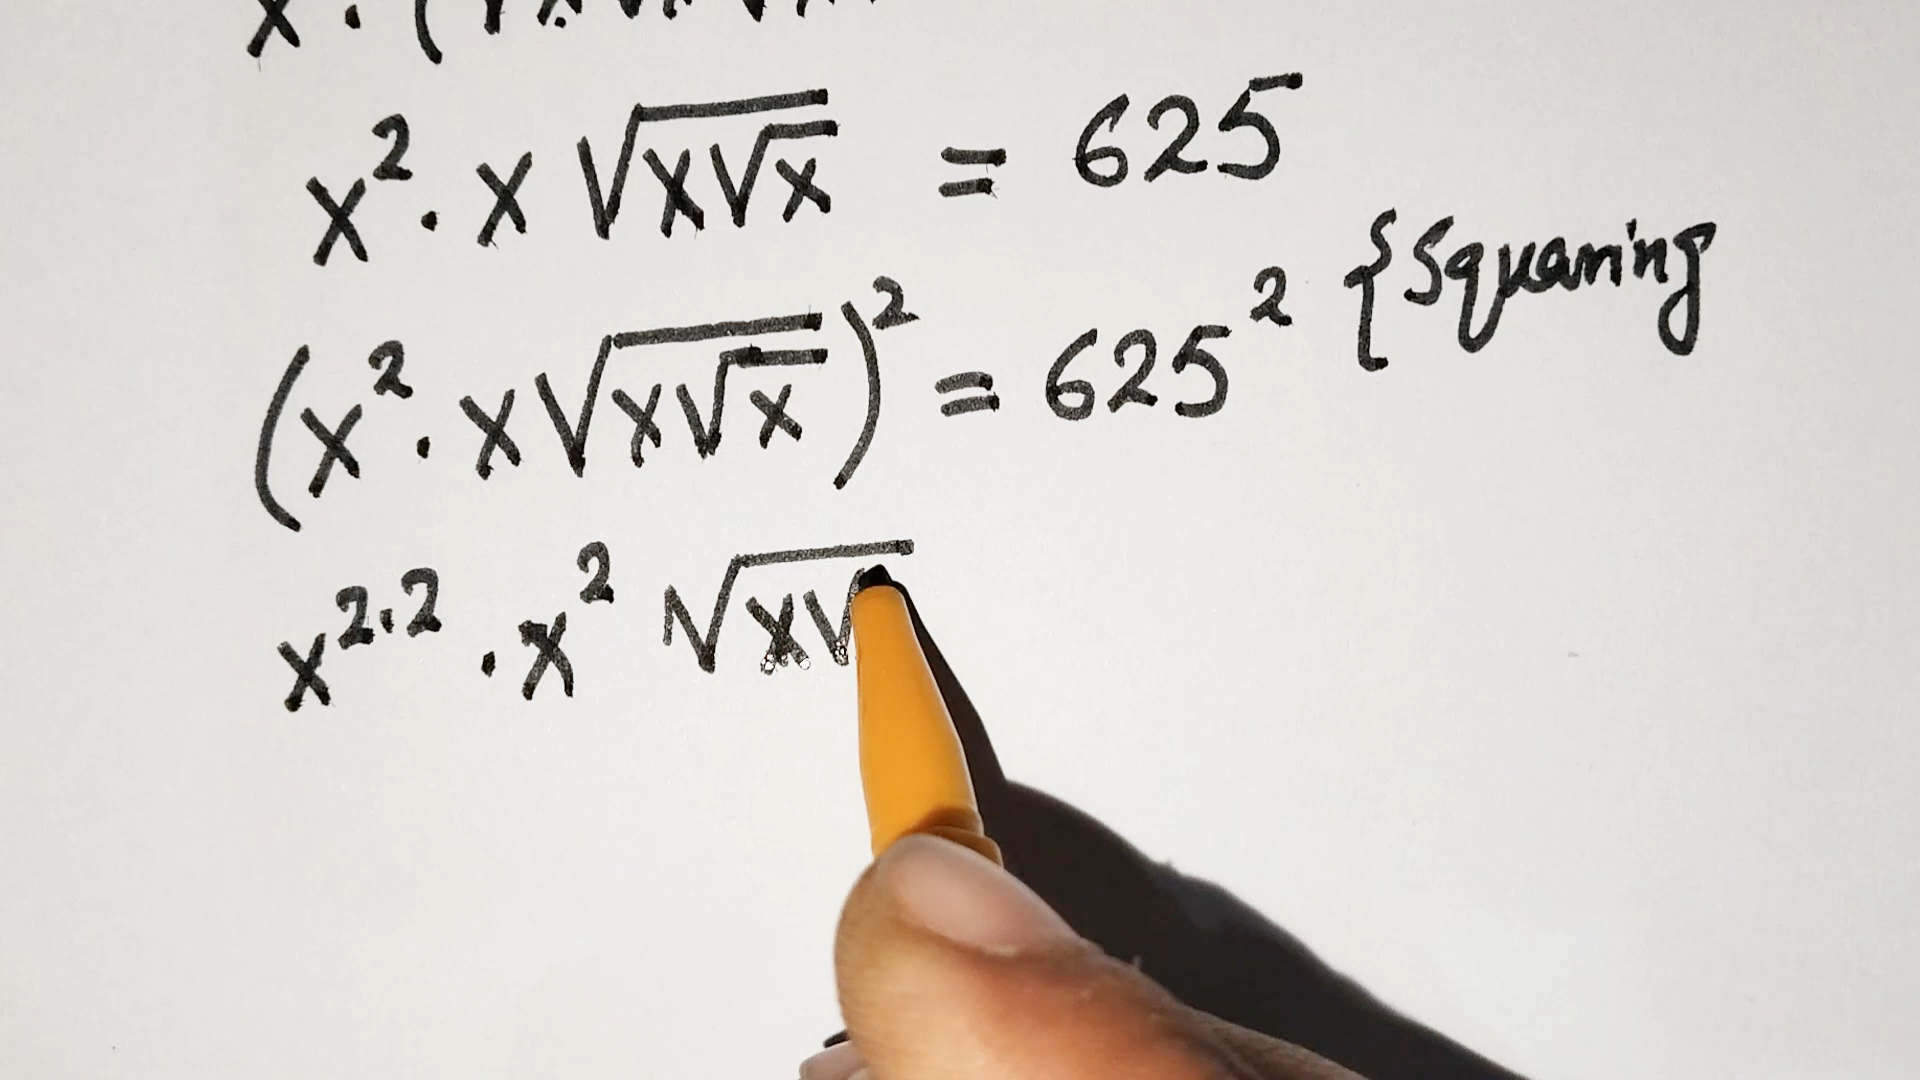 x² · x√(x√x) = 625
(x² · x√(x√x))² = 625² {Squaring
x^2·2 · x² √(x√